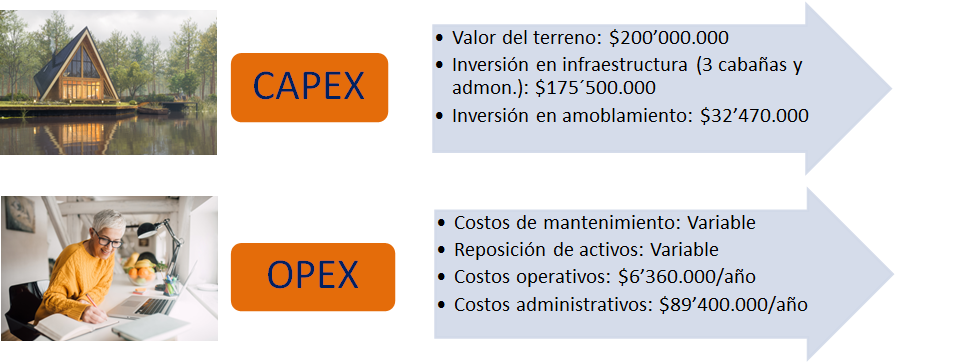 CAPEX
• Valor del terreno: $200’000.000
• Inversión en infraestructura (3 cabañas y
admon.): $175´500.000
• Inversión en amoblamiento: $32’470.000
OPEX
• Costos de mantenimiento: Variable
• Reposición de activos: Variable
• Costos operativos: $6’360.000/año
• Costos administrativos: $89’400.000/año